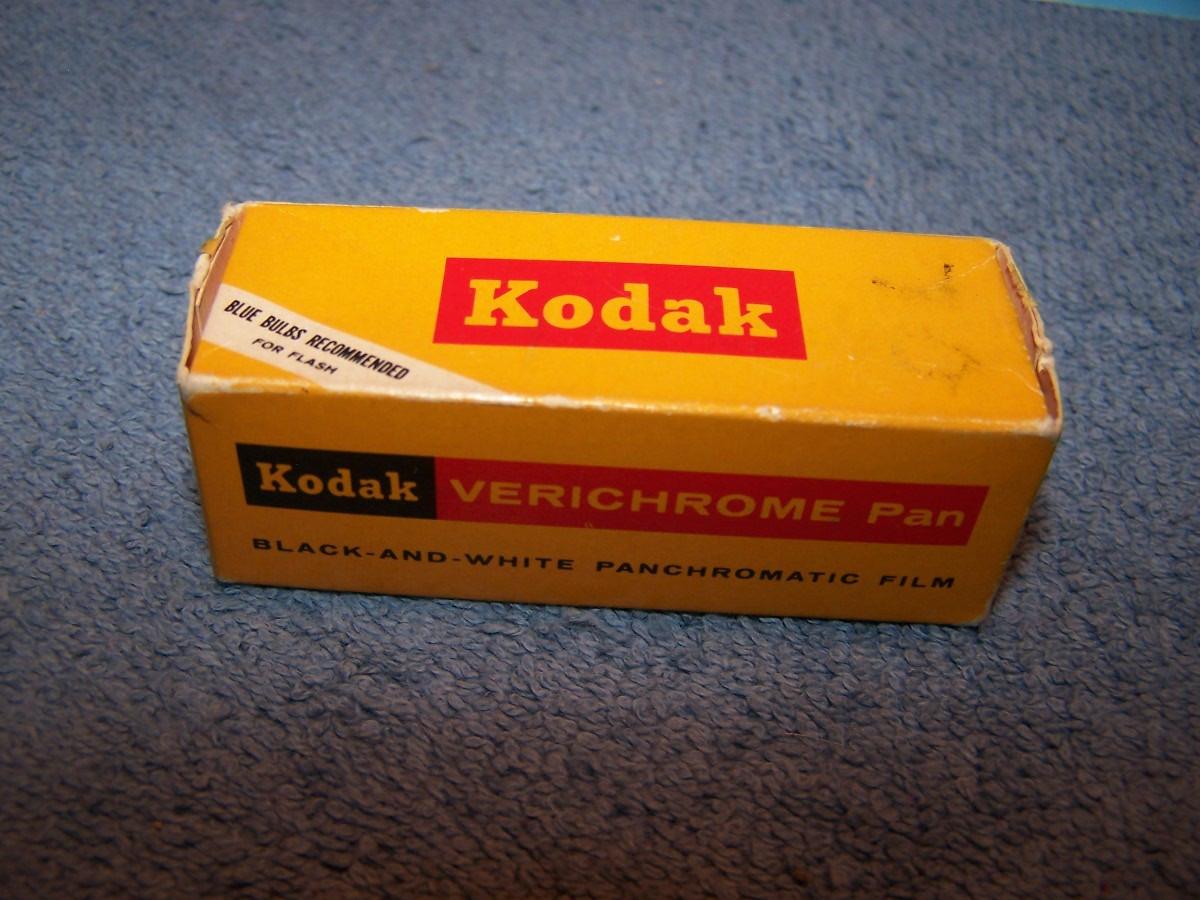 Kodak
BLUE BULBS RECOMMENDED
FOR FLASH
Kodak VERICHROME Pan
BLACK-AND-WHITE PANCHROMATIC FILM